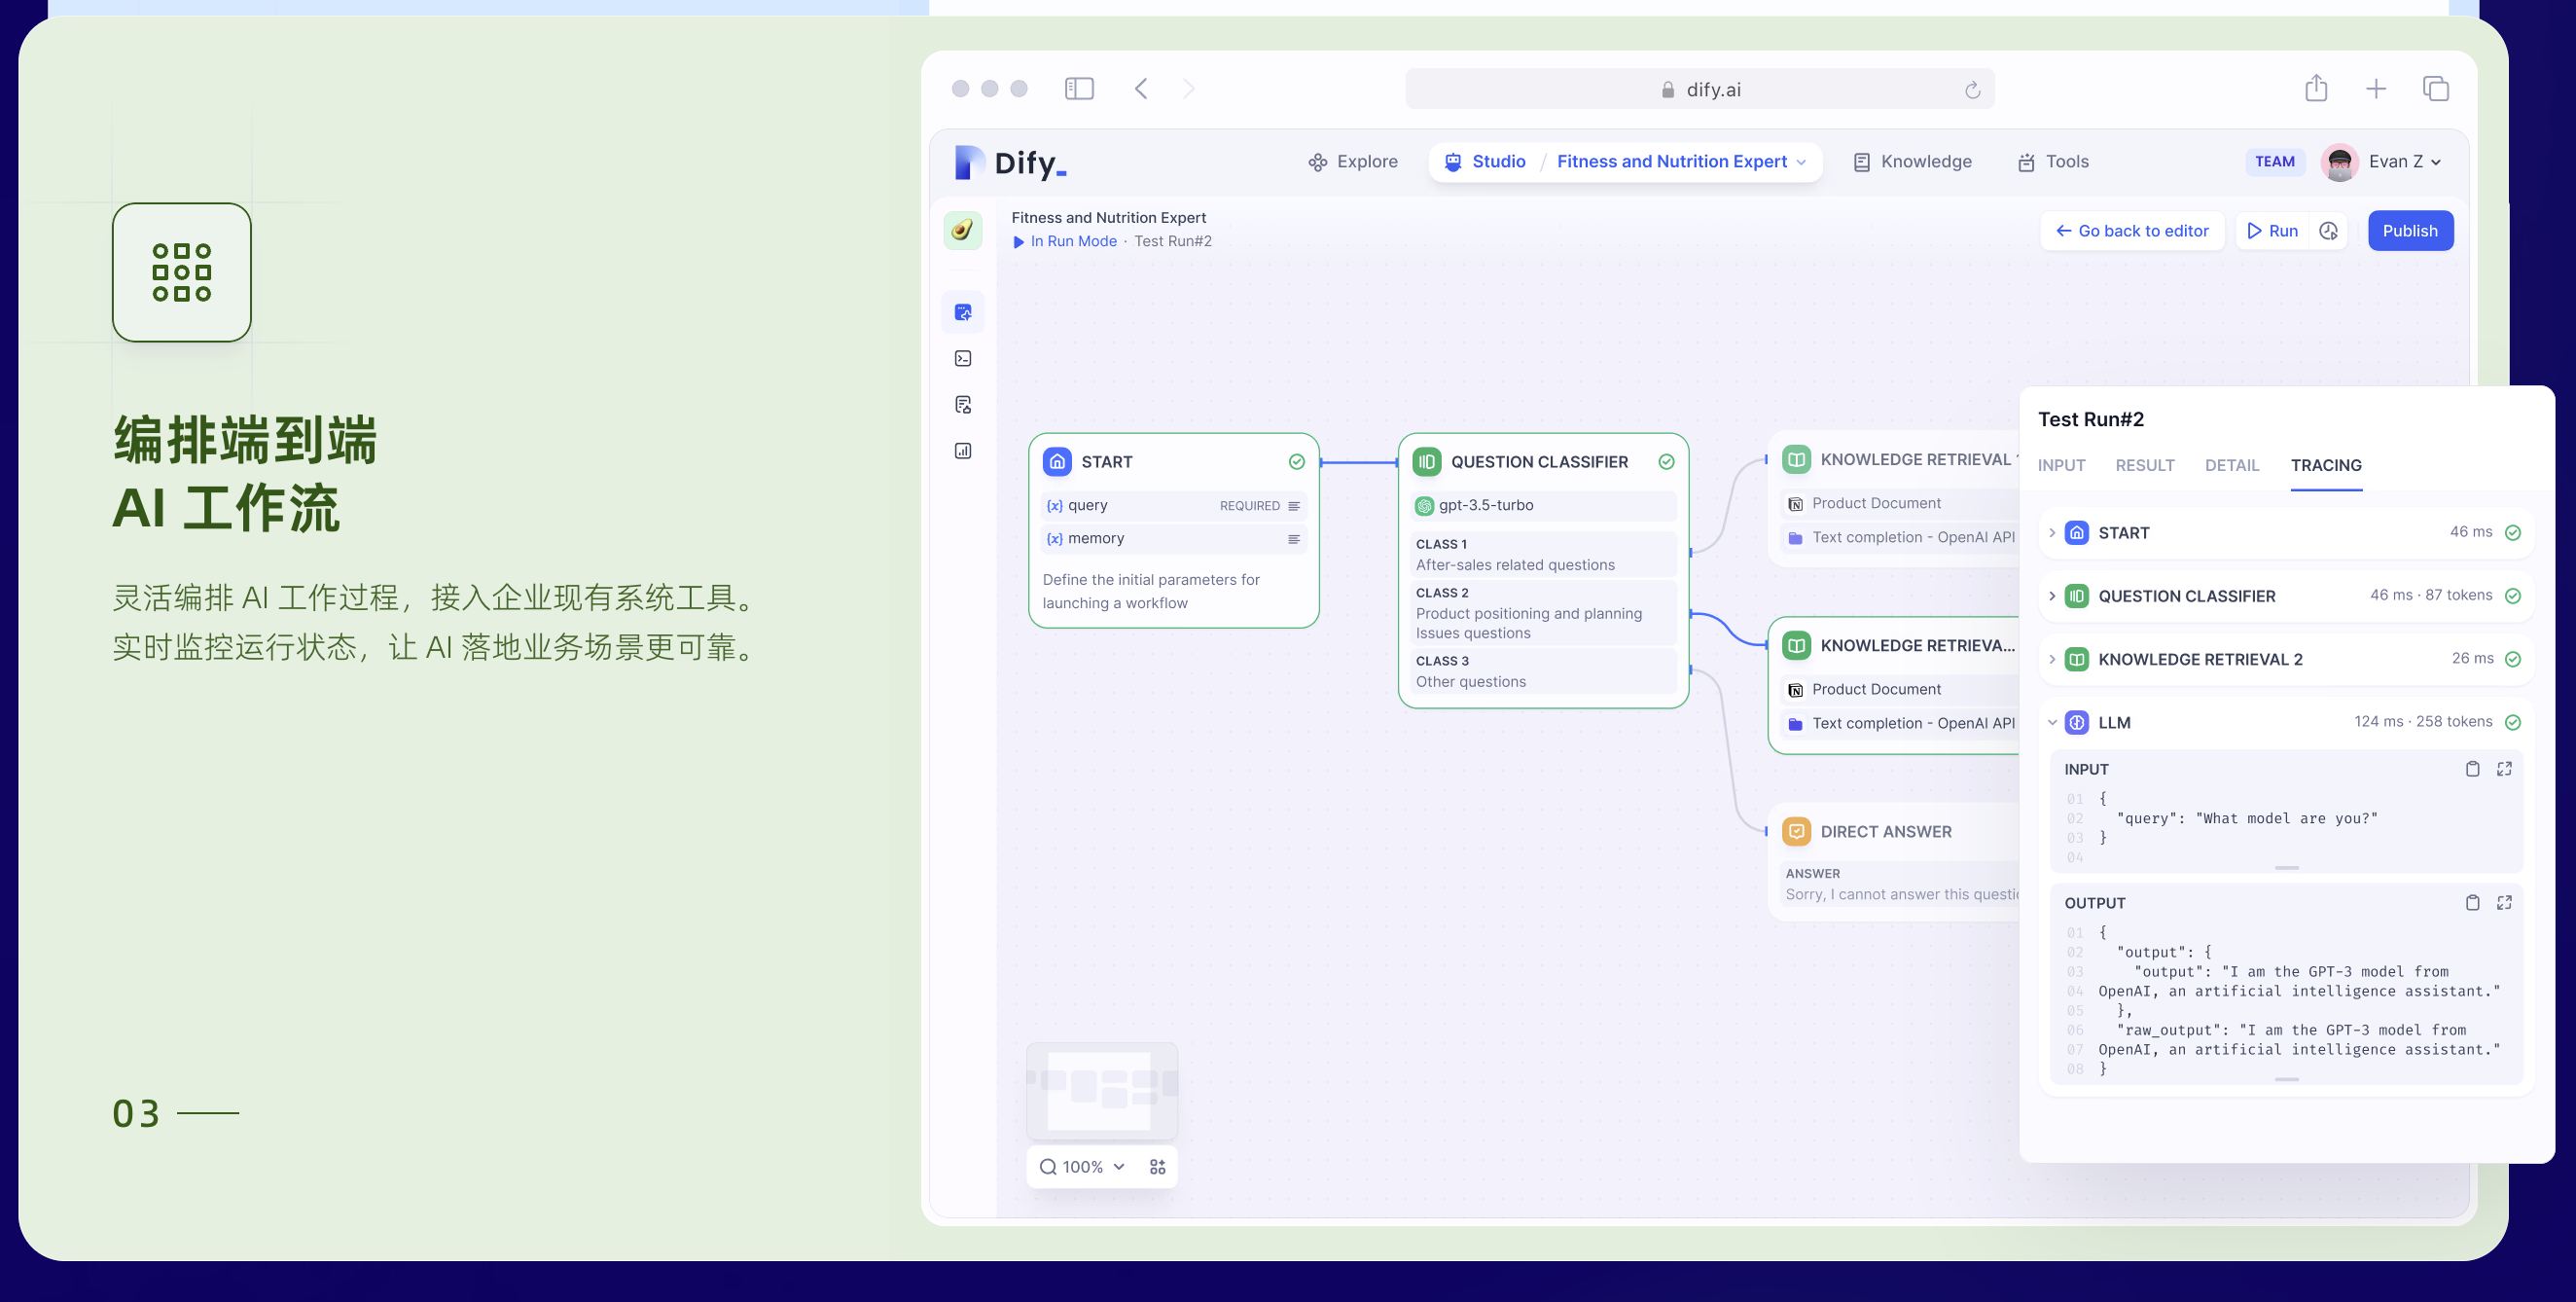 编排端到端
AI 工作流
灵活编排 AI 工作过程，接入企业现有系统工具。
实时监控运行状态，让 AI 落地业务场景更可靠。
03
dify.ai
Dify_
Explore
Studio / Fitness and Nutrition Expert
Knowledge
Tools
TEAM
Evan Z
Fitness and Nutrition Expert
In Run Mode · Test Run#2
Go back to editor
Run
Publish
START
{x} query REQUIRED
{x} memory
Define the initial parameters for
launching a workflow
QUESTION CLASSIFIER
gpt-3.5-turbo
CLASS 1
After-sales related questions
CLASS 2
Product positioning and planning
Issues questions
CLASS 3
Other questions
KNOWLEDGE RETRIEVAL
Product Document
Text completion - OpenAI API
KNOWLEDGE RETRIEVA...
Product Document
Text completion - OpenAI API
DIRECT ANSWER
ANSWER
Sorry, I cannot answer this
100%
Test Run#2
INPUT RESULT DETAIL TRACING
START 46 ms
QUESTION CLASSIFIER 46 ms · 87 tokens
KNOWLEDGE RETRIEVAL 2 26 ms
LLM 124 ms · 258 tokens
INPUT
01 {
02 "query": "What model are you?"
03 }
04
OUTPUT
01 {
02 "output": {
03 "output": "I am the GPT-3 model from
04 OpenAI, an artificial intelligence assistant."
05 },
06 "raw_output": "I am the GPT-3 model from
07 OpenAI, an artificial intelligence assistant."
08 }